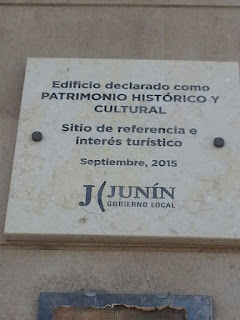 Edificio declarado como
PATRIMONIO HISTÓRICO Y
CULTURAL
Sitio de referencia e
interés turístico
Septiembre, 2015
J( JUNÍN
GOBIERNO LOCAL